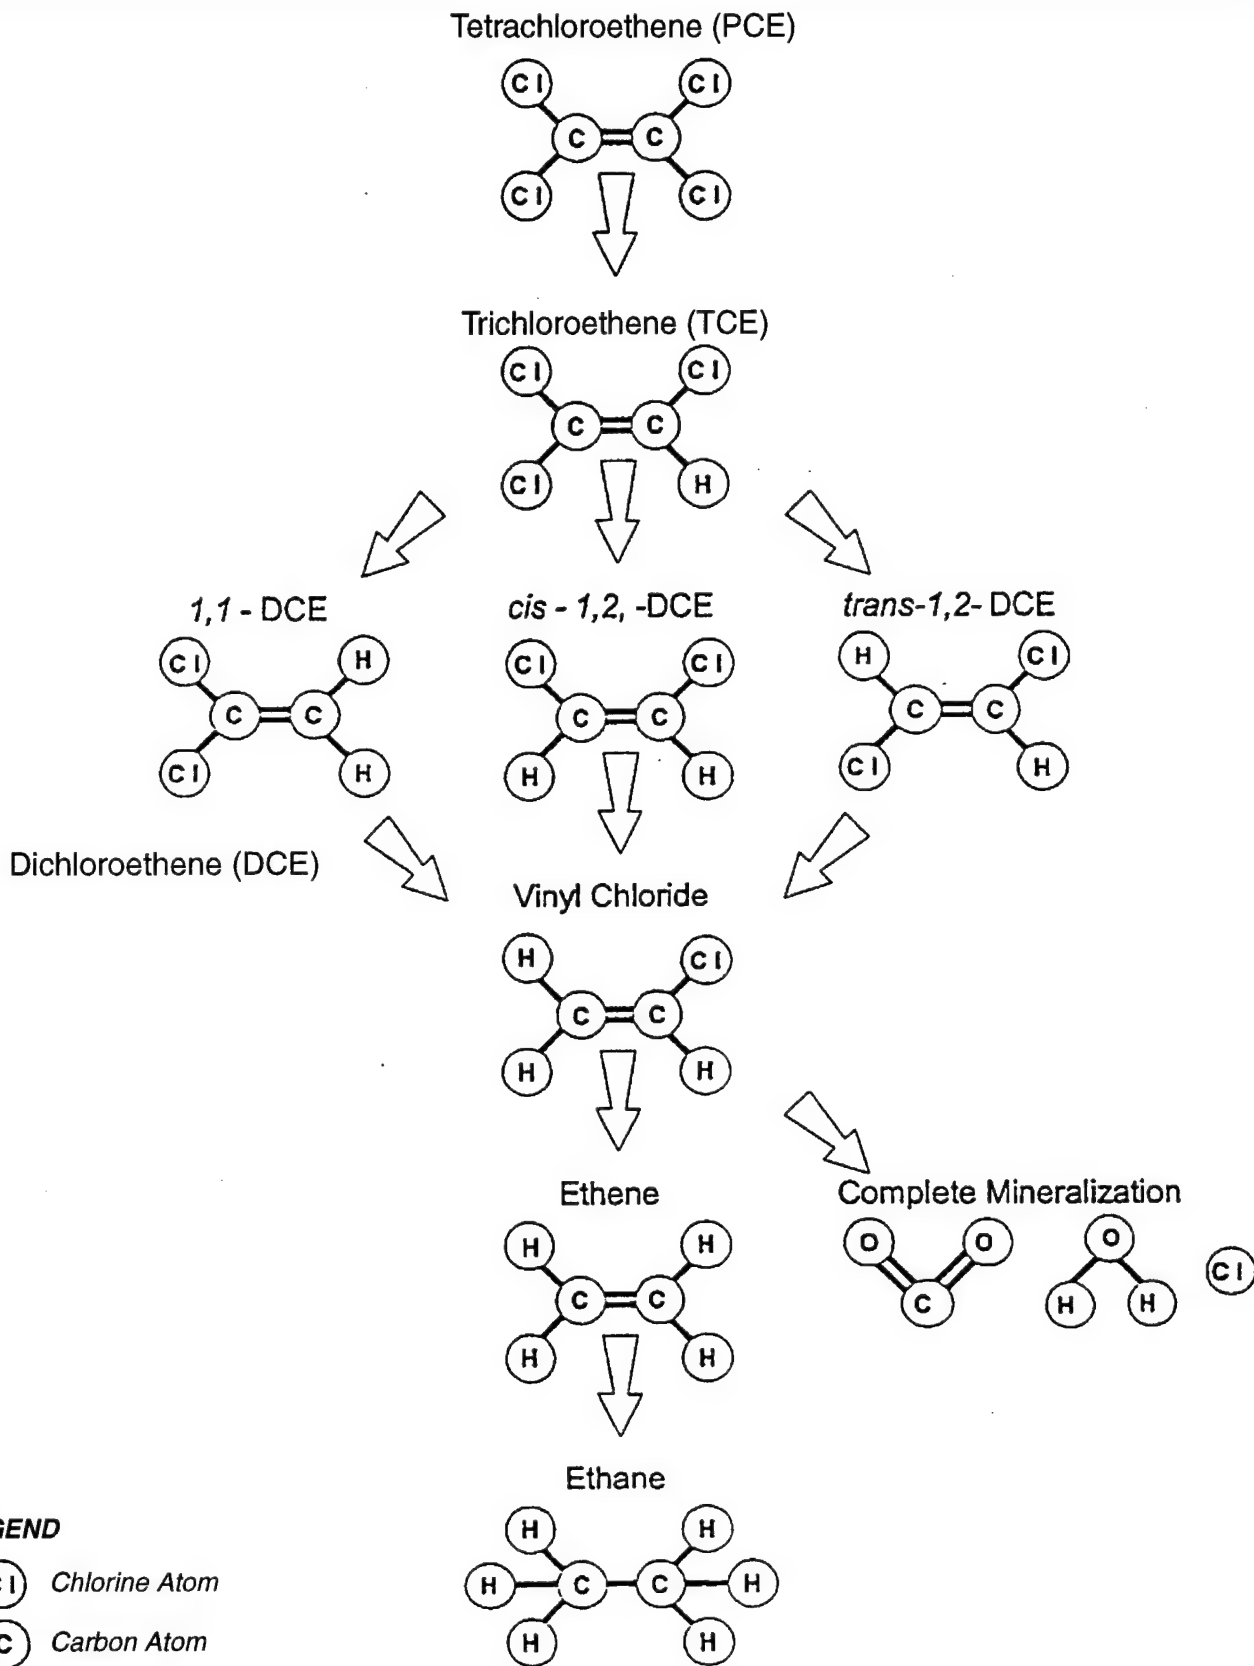 Tetrachloroethene (PCE)
Cl Cl
C C
Cl Cl
Trichloroethene (TCE)
Cl Cl
C C
Cl H
1,1 - DCE cis - 1,2, -DCE trans-1,2- DCE
Cl H Cl Cl H Cl
C C C C C C
Cl H H H Cl H
Dichloroethene (DCE)
Vinyl Chloride
H Cl
C C
H H
Ethene Complete Mineralization
H H O O O
C C C H H Cl
H H
Ethane
H H
H C C H
H H
GEND
Cl Chlorine Atom
C Carbon Atom